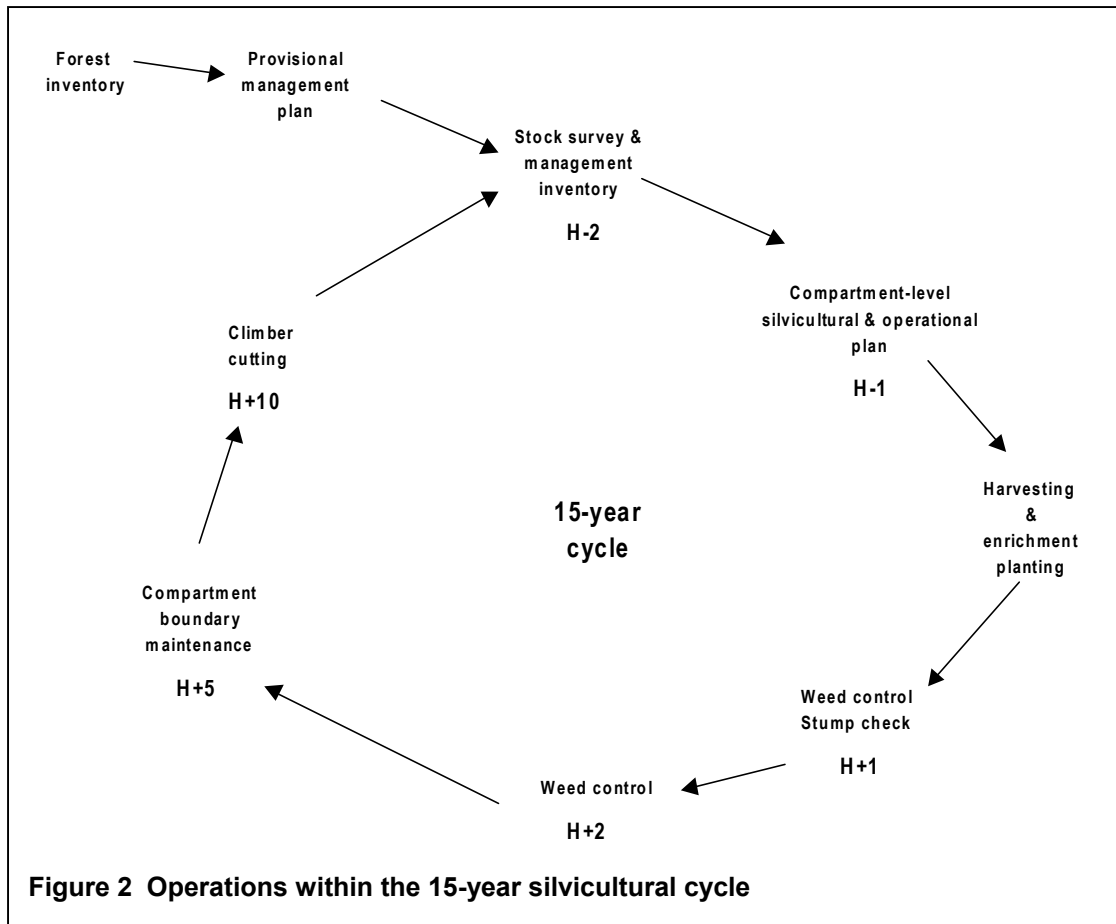 Forest
inventory
Provisional
management
plan
Stock survey &
management
inventory
H-2
Compartment-level
silvicultural & operational
plan
H-1
Harvesting
&
enrichment
planting
Weed control
Stump check
H+1
Weed control
H+2
Compartment
boundary
maintenance
H+5
Climber
cutting
H+10
15-year
cycle
Figure 2 Operations within the 15-year silvicultural cycle